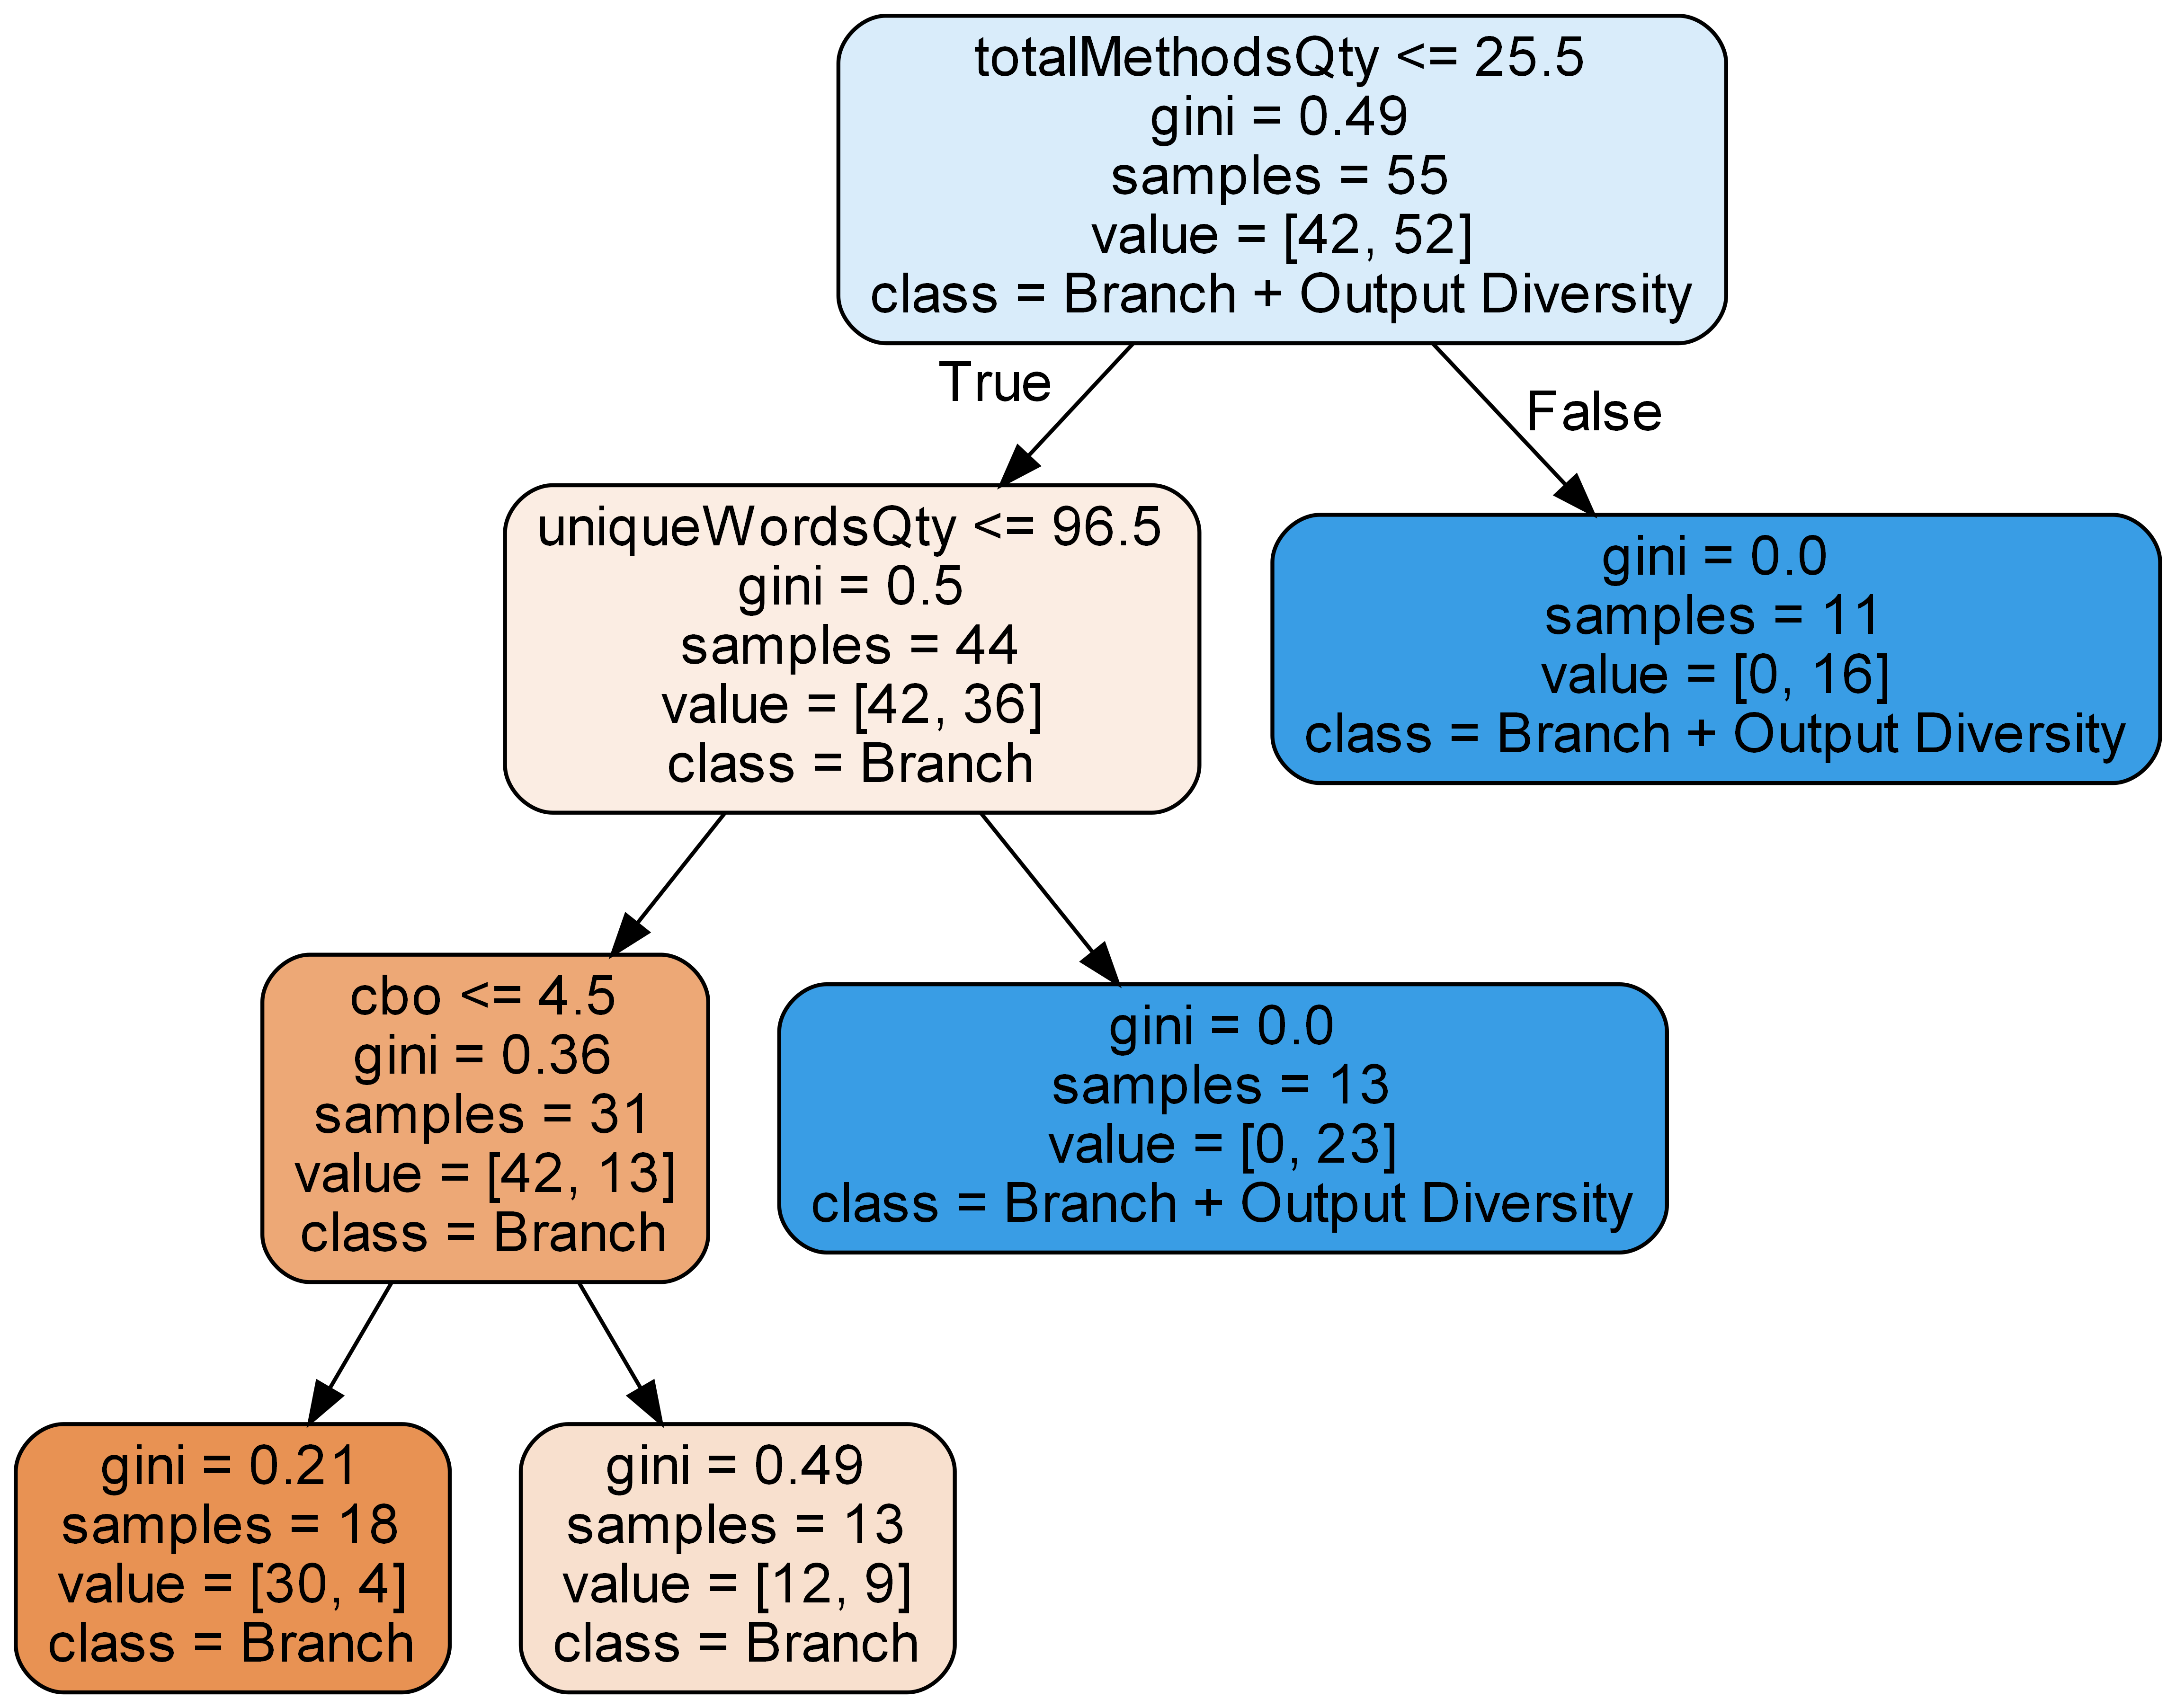 totalMethodsQty <= 25.5
gini = 0.49
samples = 55
value = [42, 52]
class = Branch + Output Diversity
True
False
uniqueWordsQty <= 96.5
gini = 0.5
samples = 44
value = [42, 36]
class = Branch
gini = 0.0
samples = 11
value = [0, 16]
class = Branch + Output Diversity
cbo <= 4.5
gini = 0.36
samples = 31
value = [42, 13]
class = Branch
gini = 0.0
samples = 13
value = [0, 23]
class = Branch + Output Diversity
gini = 0.21
samples = 18
value = [30, 4]
class = Branch
gini = 0.49
samples = 13
value = [12, 9]
class = Branch